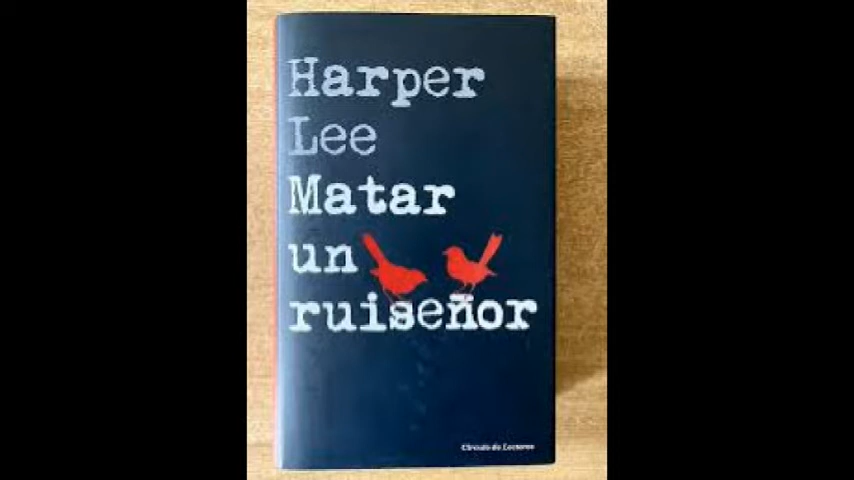 Harper
Lee
Matar
un
ruiseñor
Círculo de Lectores